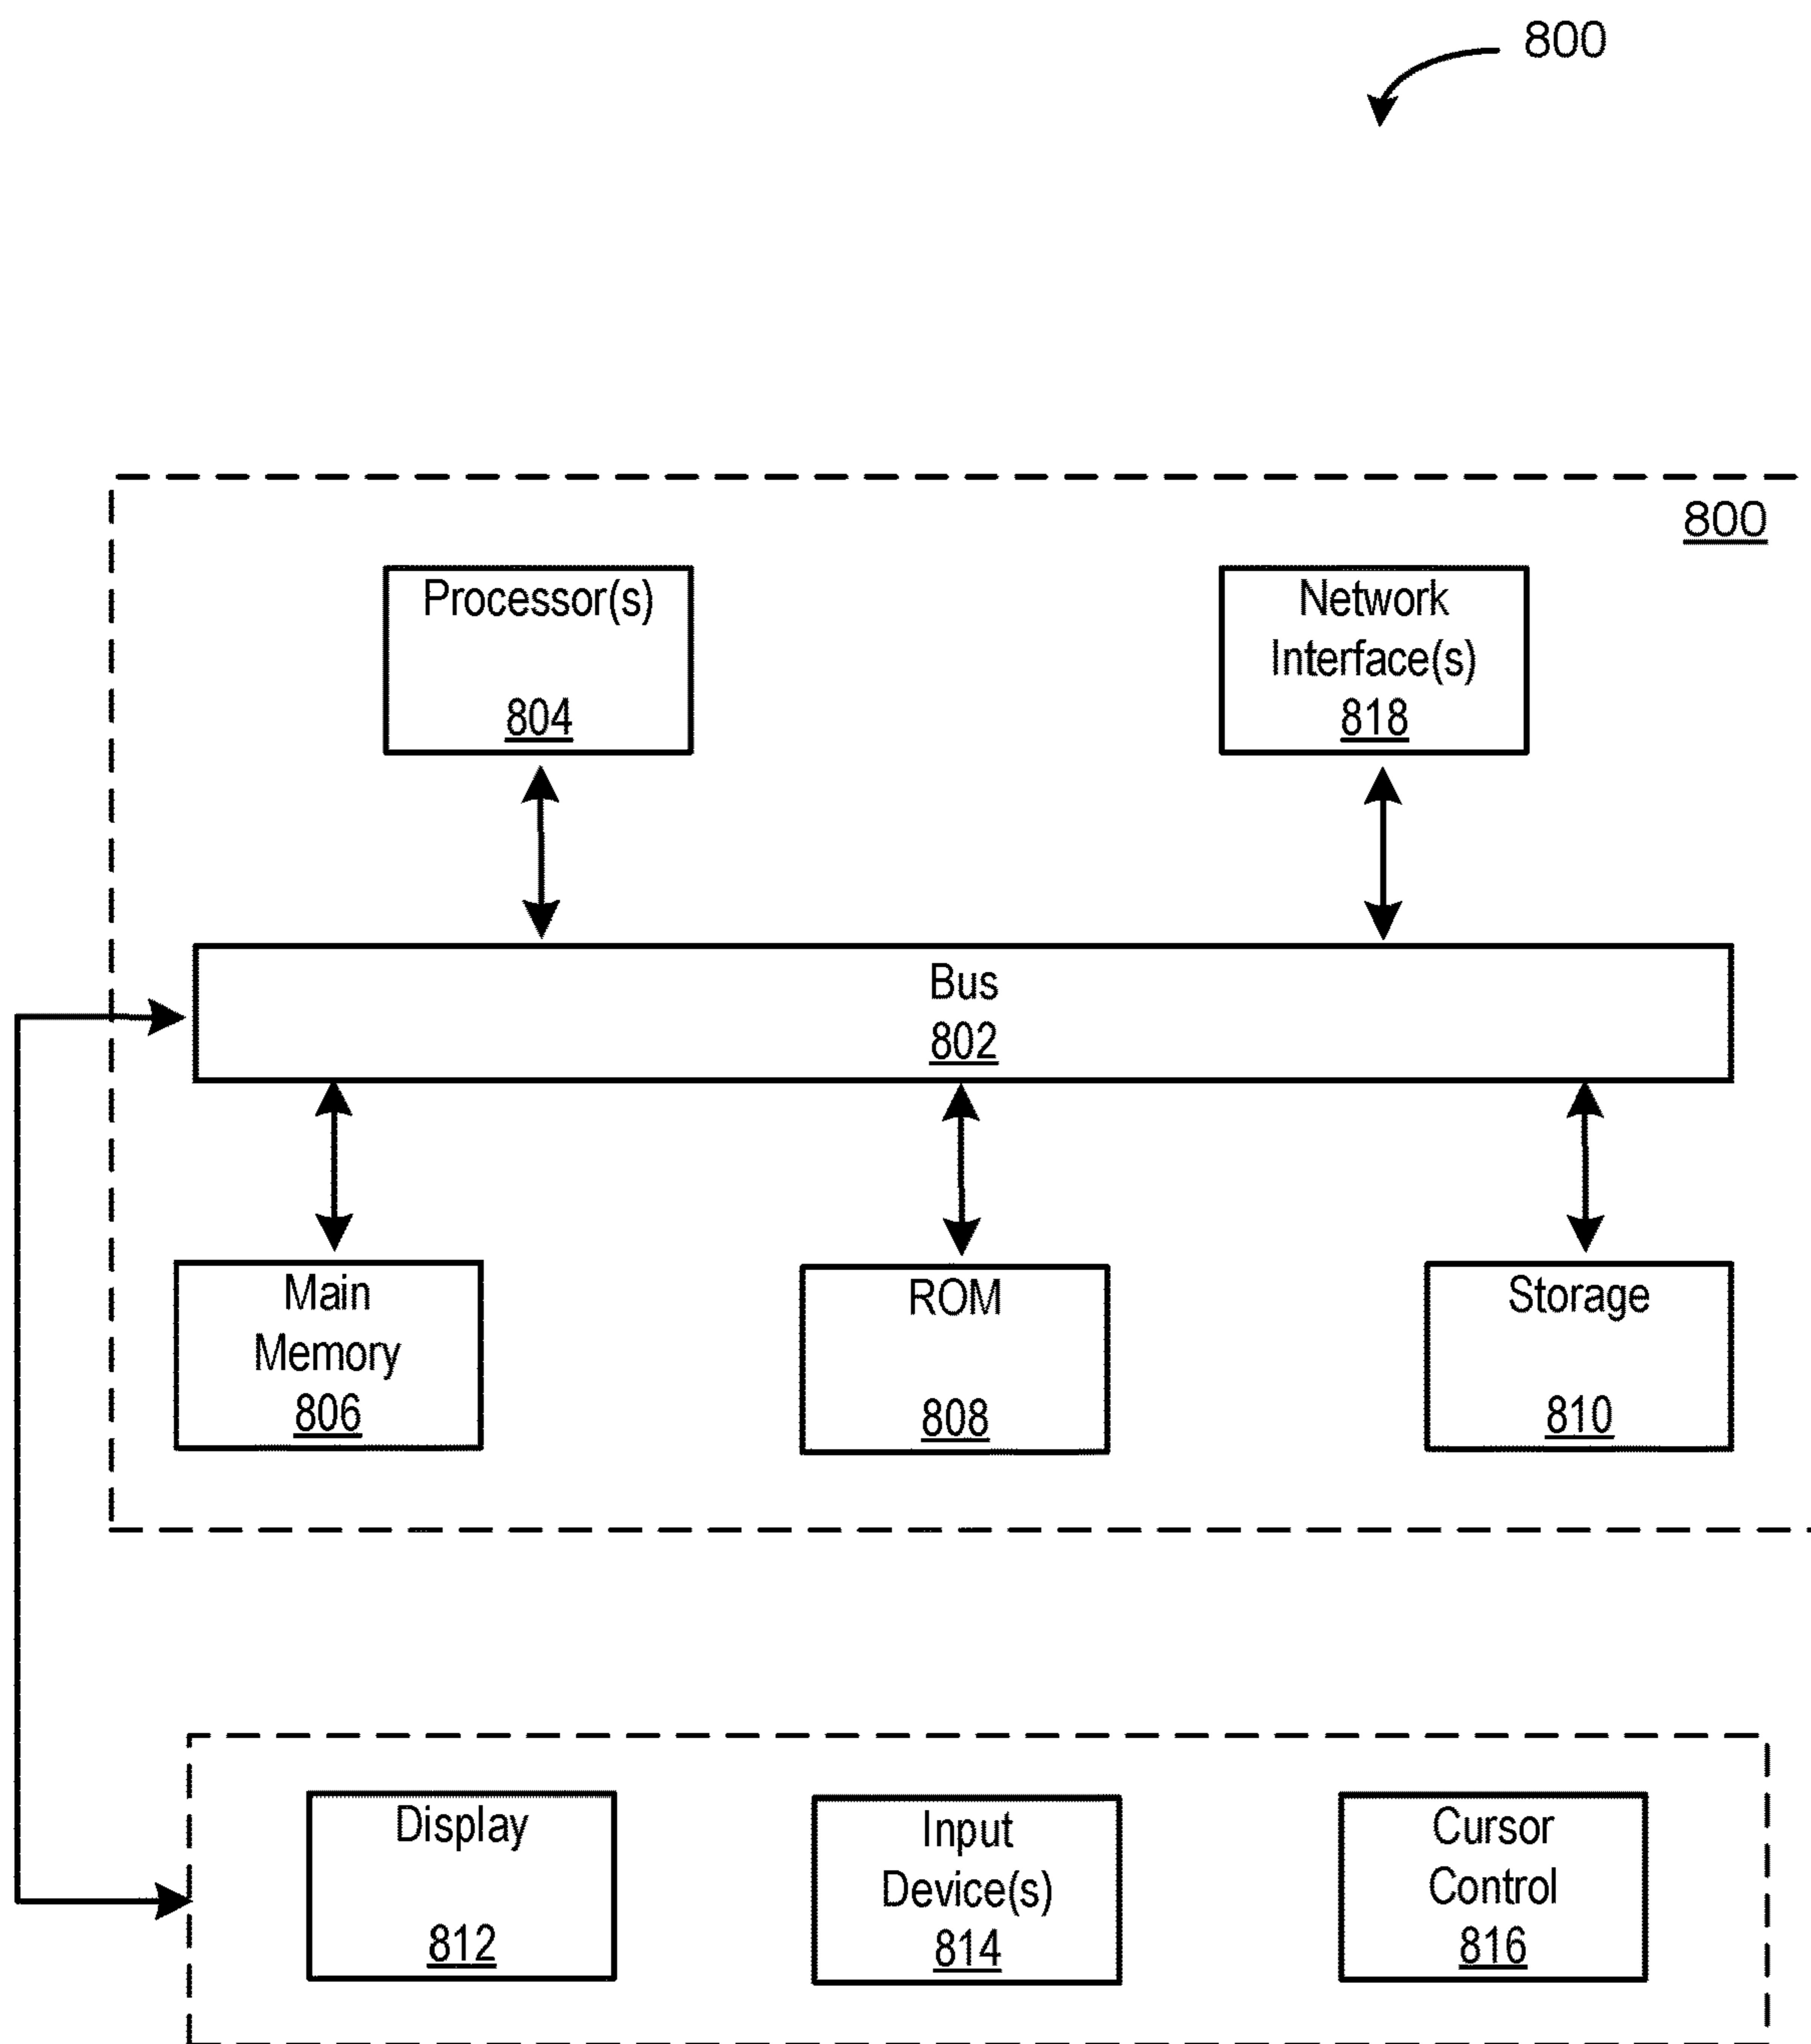 800
800
Processor(s)
804
Network
Interface(s)
818
Bus
802
Main
Memory
806
ROM
808
Storage
810
Display
812
Input
Device(s)
814
Cursor
Control
816